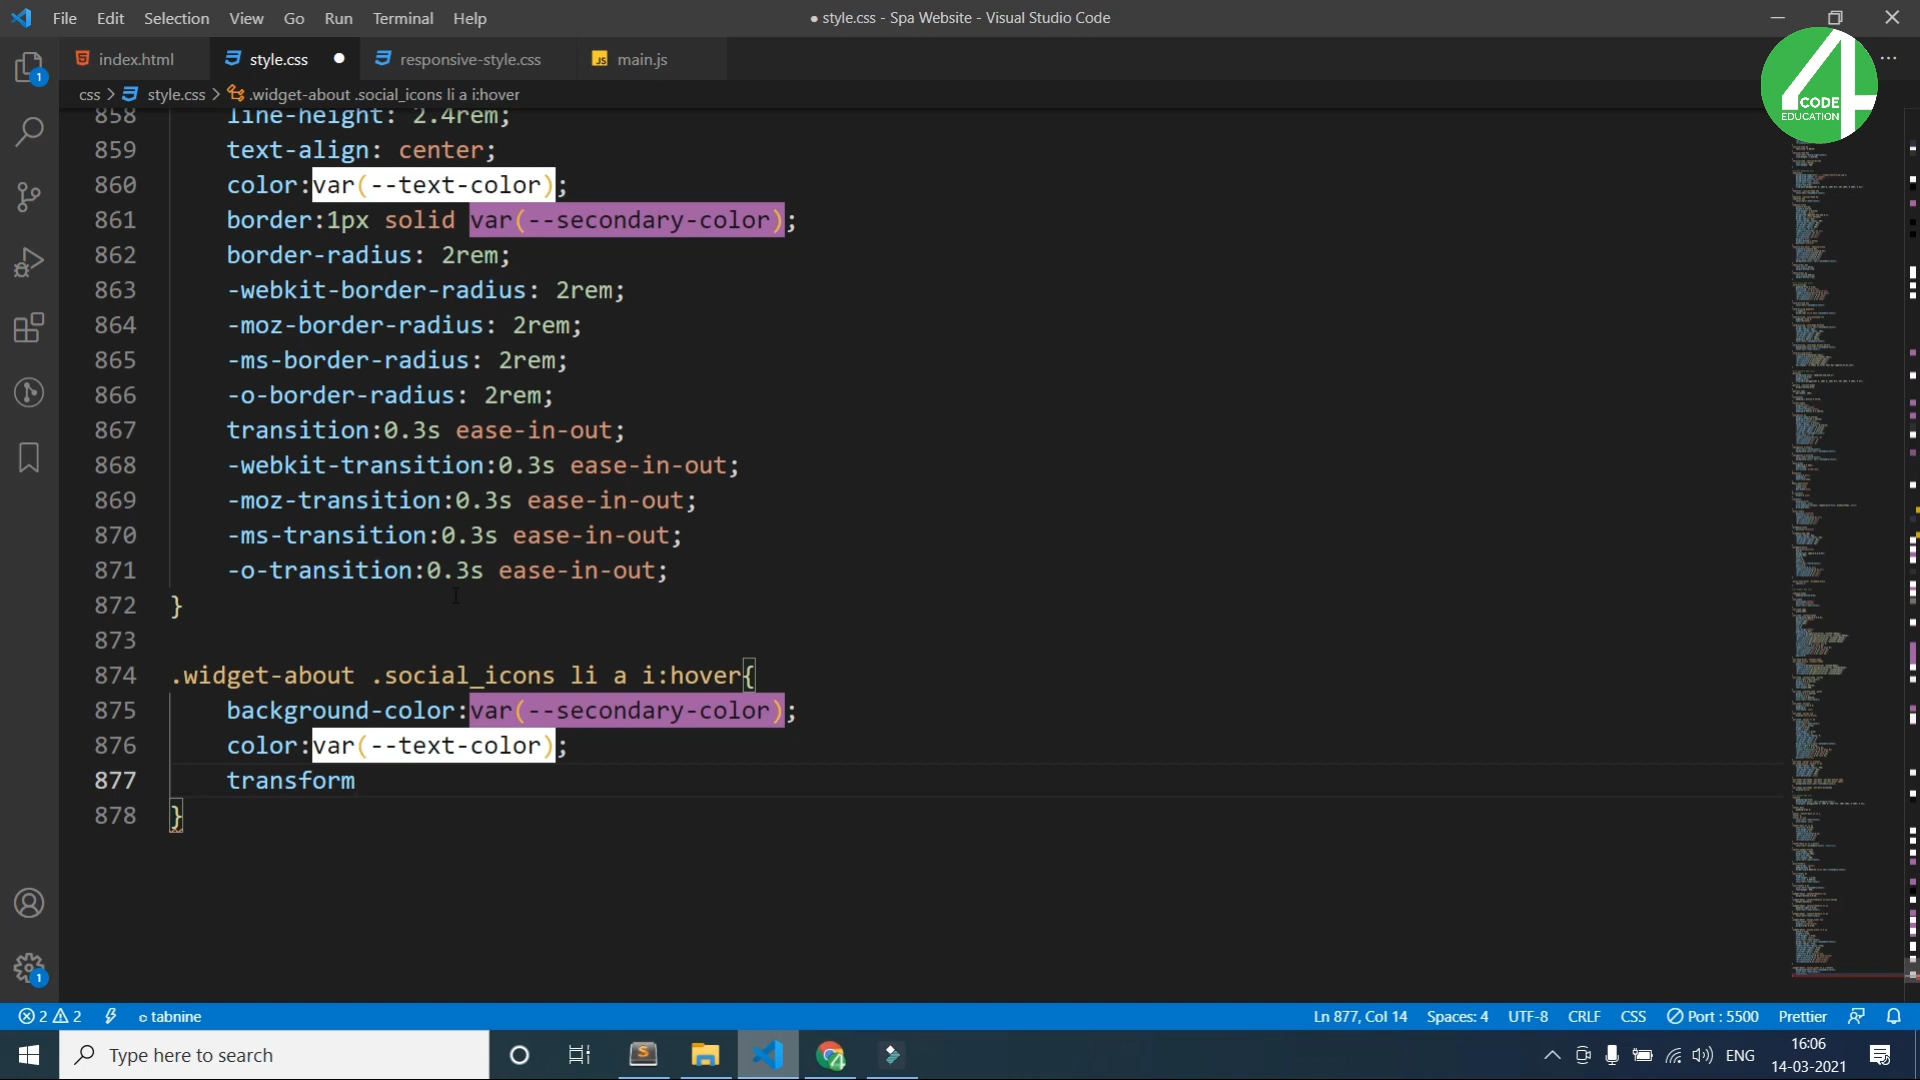 File Edit Selection View Go Run Terminal Help
● style.css - Spa Website - Visual Studio Code
index.html style.css responsive-style.css JS main.js
4
CODE
EDUCATION
css > style.css > .widget-about .social_icons li a i:hover
858 line-height: 2.4rem;
859 text-align: center;
860 color:var(--text-color);
861 border:1px solid var(--secondary-color);
862 border-radius: 2rem;
863 -webkit-border-radius: 2rem;
864 -moz-border-radius: 2rem;
865 -ms-border-radius: 2rem;
866 -o-border-radius: 2rem;
867 transition:0.3s ease-in-out;
868 -webkit-transition:0.3s ease-in-out;
869 -moz-transition:0.3s ease-in-out;
870 -ms-transition:0.3s ease-in-out;
871 -o-transition:0.3s ease-in-out;
872 }
873
874 .widget-about .social_icons li a i:hover{
875 background-color:var(--secondary-color);
876 color:var(--text-color);
877 transform
878 }
1
1
2 2 tabnine
Ln 877, Col 14 Spaces: 4 UTF-8 CRLF CSS Port : 5500 Prettier
Type here to search
ENG
16:06
14-03-2021